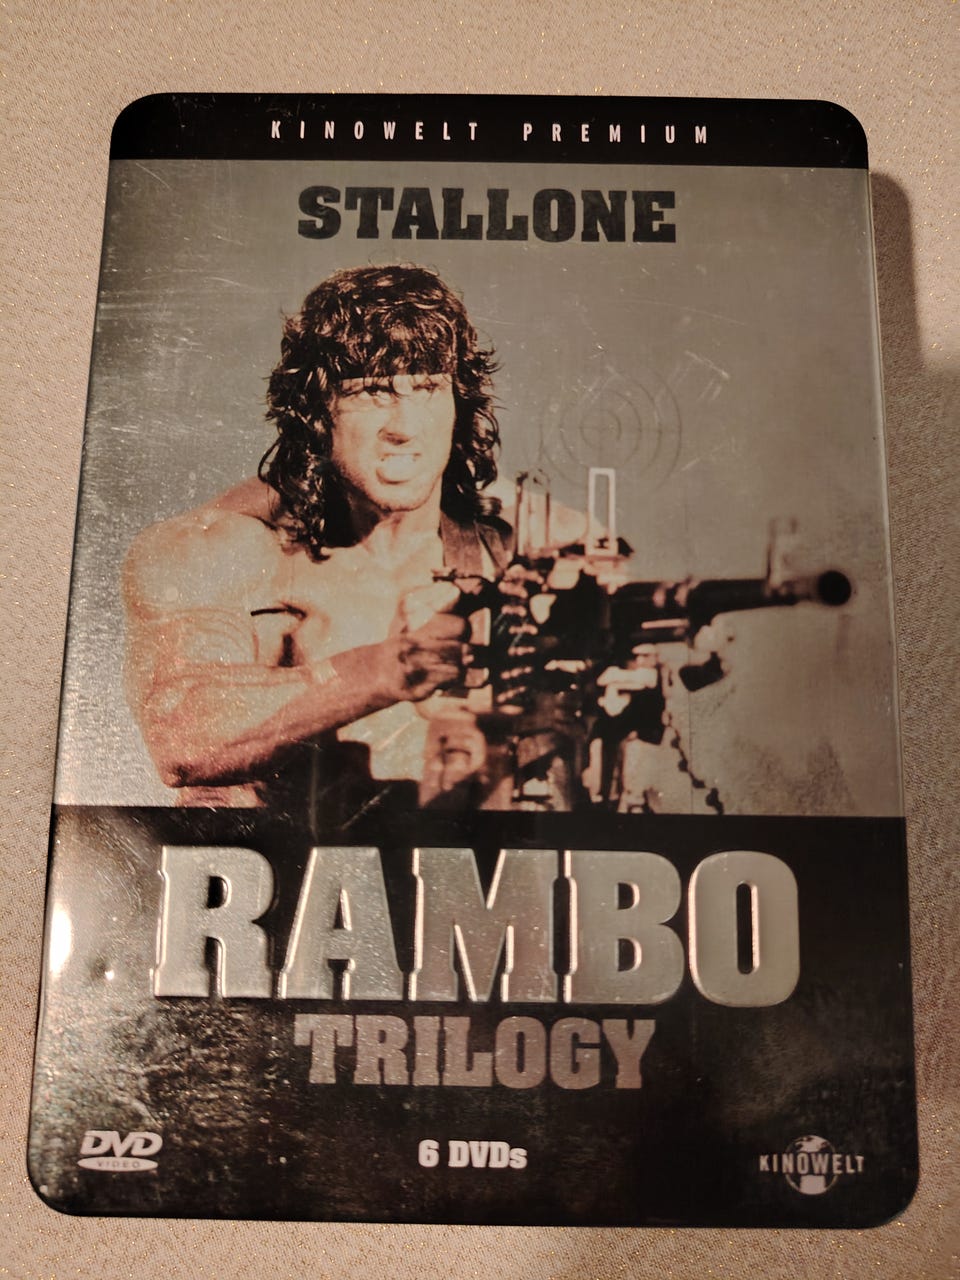 KINOWELT PREMIUM
STALLONE
RAMBO
TRILOGY
DVD
VIDEO
6 DVDs
KINOWELT